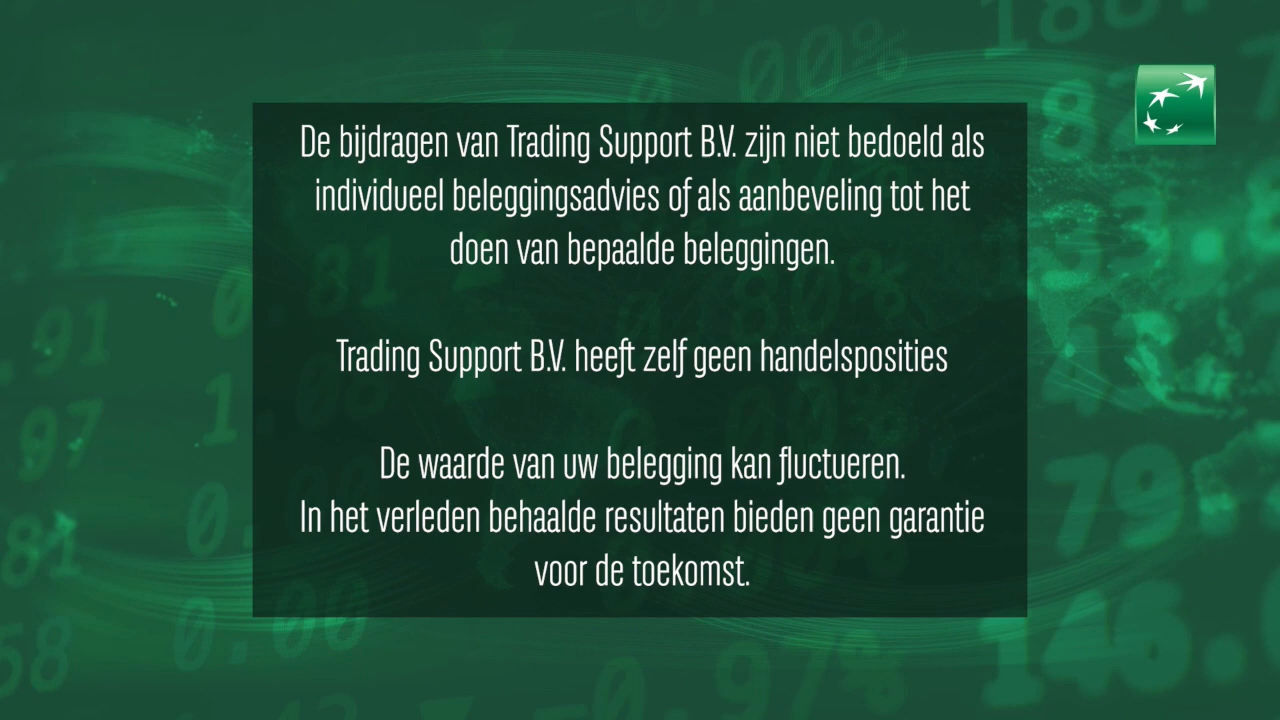 De bijdragen van Trading Support B.V. zijn niet bedoeld als
individueel beleggingsadvies of als aanbeveling tot het
doen van bepaalde beleggingen.
Trading Support B.V. heeft zelf geen handelsposities
De waarde van uw belegging kan fluctueren.
In het verleden behaalde resultaten bieden geen garantie
voor de toekomst.